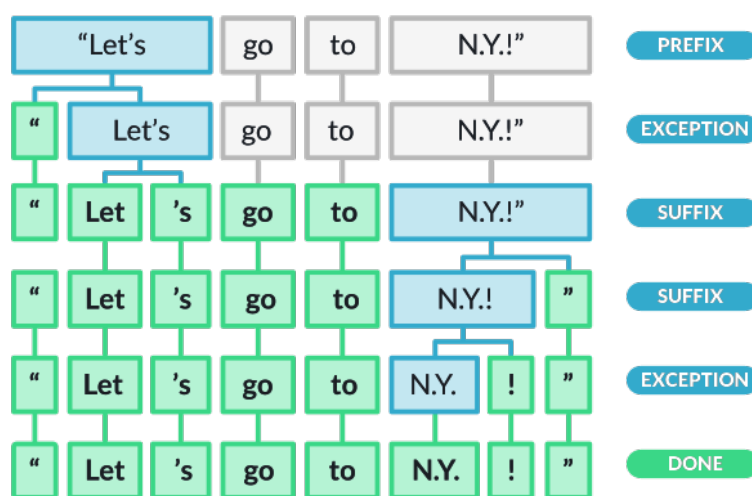 “Let’s go to N.Y.!” PREFIX
“ Let’s go to N.Y.!” EXCEPTION
“ Let ’s go to N.Y.!” SUFFIX
“ Let ’s go to N.Y.! ” SUFFIX
“ Let ’s go to N.Y. ! ” EXCEPTION
“ Let ’s go to N.Y. ! ” DONE